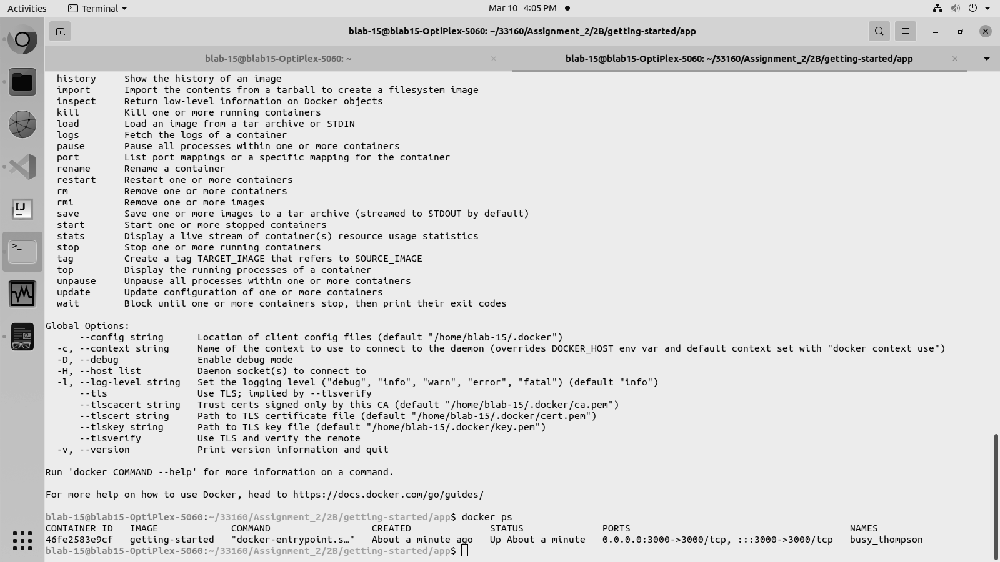 Activities Terminal Mar 10 4:05 PM
blab-15@blab15-OptiPlex-5060: ~/33160/Assignment_2/2B/getting-started/app
blab-15@blab15-OptiPlex-5060: ~ blab-15@blab15-OptiPlex-5060: ~/33160/Assignment_2/2B/getting-started/app
history     Show the history of an image
import      Import the contents from a tarball to create a filesystem image
inspect     Return low-level information on Docker objects
kill        Kill one or more running containers
load        Load an image from a tar archive or STDIN
logs        Fetch the logs of a container
pause       Pause all processes within one or more containers
port        List port mappings or a specific mapping for the container
rename      Rename a container
restart     Restart one or more containers
rm          Remove one or more containers
rmi         Remove one or more images
save        Save one or more images to a tar archive (streamed to STDOUT by default)
start       Start one or more stopped containers
stats       Display a live stream of container(s) resource usage statistics
stop        Stop one or more running containers
tag         Create a tag TARGET_IMAGE that refers to SOURCE_IMAGE
top         Display the running processes of a container
unpause     Unpause all processes within one or more containers
update      Update configuration of one or more containers
wait        Block until one or more containers stop, then print their exit codes
Global Options:
--config string      Location of client config files (default "/home/blab-15/.docker")
-c, --context string     Name of the context to use to connect to the daemon (overrides DOCKER_HOST env var and default context set with "docker context use")
-D, --debug              Enable debug mode
-H, --host list          Daemon socket(s) to connect to
-l, --log-level string   Set the logging level ("debug", "info", "warn", "error", "fatal") (default "info")
--tls                Use TLS; implied by --tlsverify
--tlscacert string   Trust certs signed only by this CA (default "/home/blab-15/.docker/ca.pem")
--tlscert string     Path to TLS certificate file (default "/home/blab-15/.docker/cert.pem")
--tlskey string      Path to TLS key file (default "/home/blab-15/.docker/key.pem")
--tlsverify          Use TLS and verify the remote
-v, --version            Print version information and quit
Run 'docker COMMAND --help' for more information on a command.
For more help on how to use Docker, head to https://docs.docker.com/go/guides/
blab-15@blab15-OptiPlex-5060:~/33160/Assignment_2/2B/getting-started/app$ docker ps
CONTAINER ID   IMAGE             COMMAND                  CREATED              STATUS              PORTS                                       NAMES
46fe2583e9cf   getting-started   "docker-entrypoint.s…"   About a minute ago   Up About a minute   0.0.0.0:3000->3000/tcp, :::3000->3000/tcp   busy_thompson
blab-15@blab15-OptiPlex-5060:~/33160/Assignment_2/2B/getting-started/app$
IJ
>_